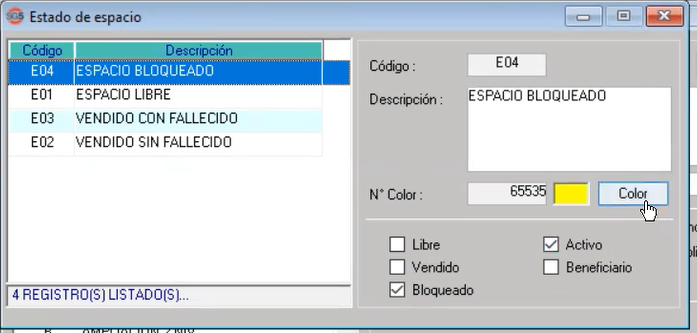 SG5 Estado de espacio
Código Descripción
E04 ESPACIO BLOQUEADO
E01 ESPACIO LIBRE
E03 VENDIDO CON FALLECIDO
E02 VENDIDO SIN FALLECIDO
4 REGISTRO(S) LISTADO(S)...
Código : E04
Descripción : ESPACIO BLOQUEADO
N° Color : 65535 Color
Libre Activo
Vendido Beneficiario
Bloqueado